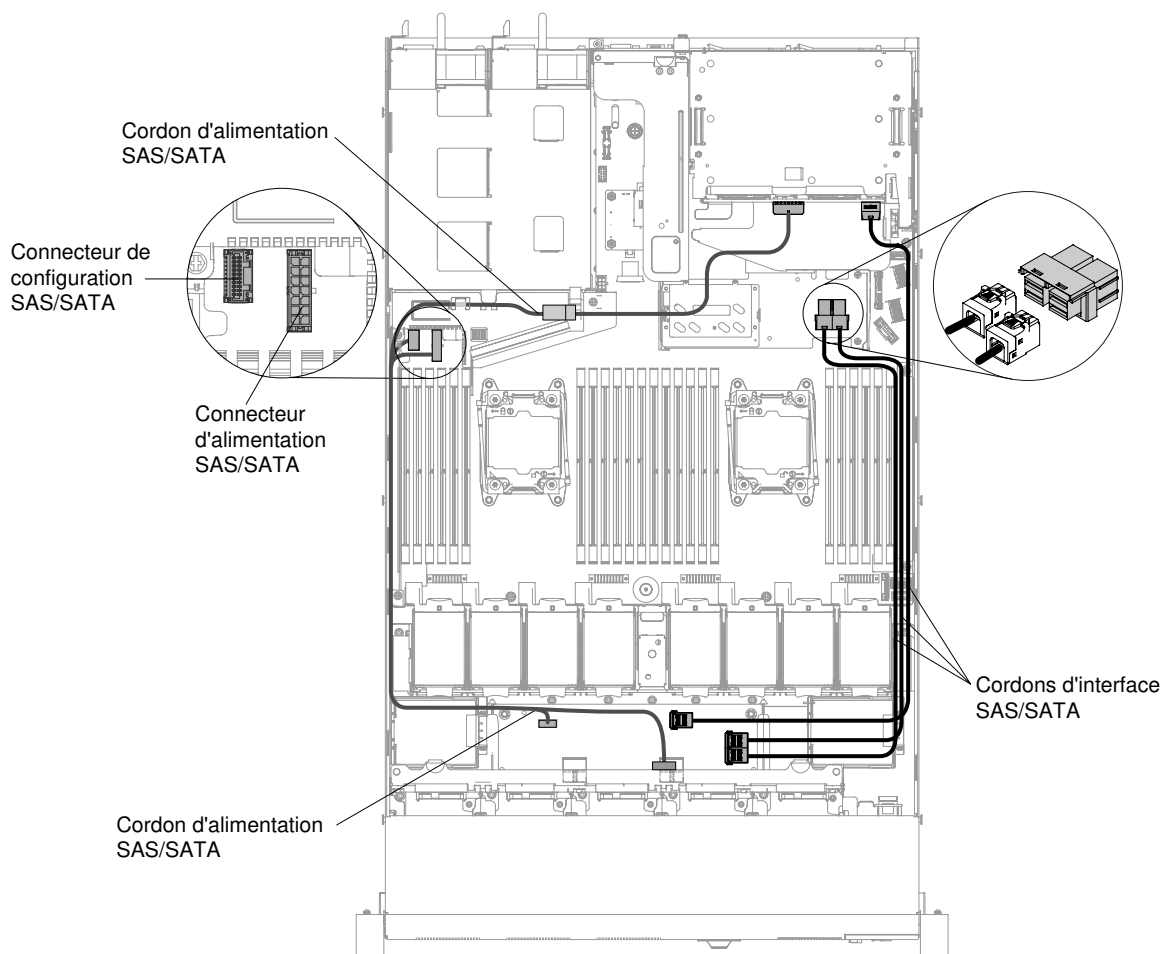 Cordon d'alimentation
SAS/SATA
Connecteur de
configuration
SAS/SATA
Connecteur
d'alimentation
SAS/SATA
Cordons d'interface
SAS/SATA
Cordon d'alimentation
SAS/SATA